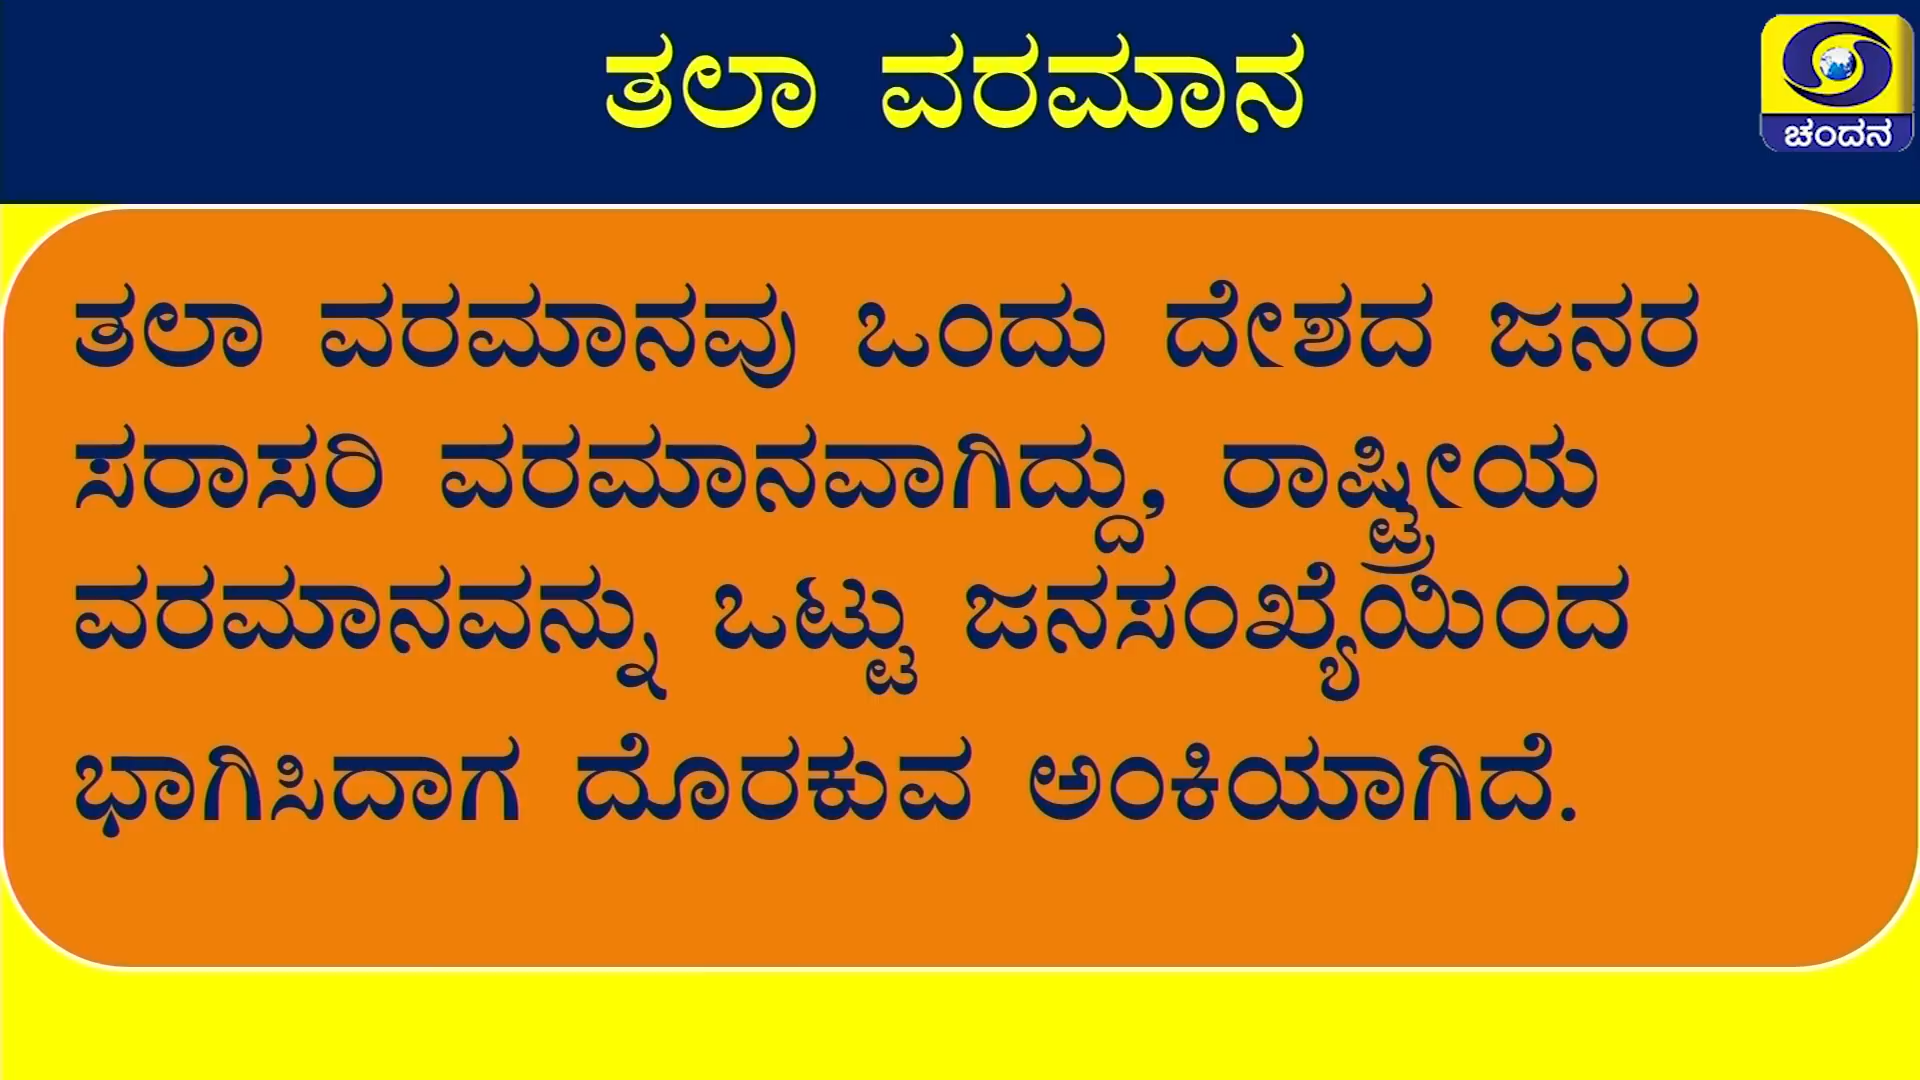 ತಲಾ ವರಮಾನ
ಚಂದನ
ತಲಾ ವರಮಾನವು ಒಂದು ದೇಶದ ಜನರ
ಸರಾಸರಿ ವರಮಾನವಾಗಿದ್ದು, ರಾಷ್ಟ್ರೀಯ
ವರಮಾನವನ್ನು ಒಟ್ಟು ಜನಸಂಖ್ಯೆಯಿಂದ
ಭಾಗಿಸಿದಾಗ ದೊರಕುವ ಅಂಕಿಯಾಗಿದೆ.